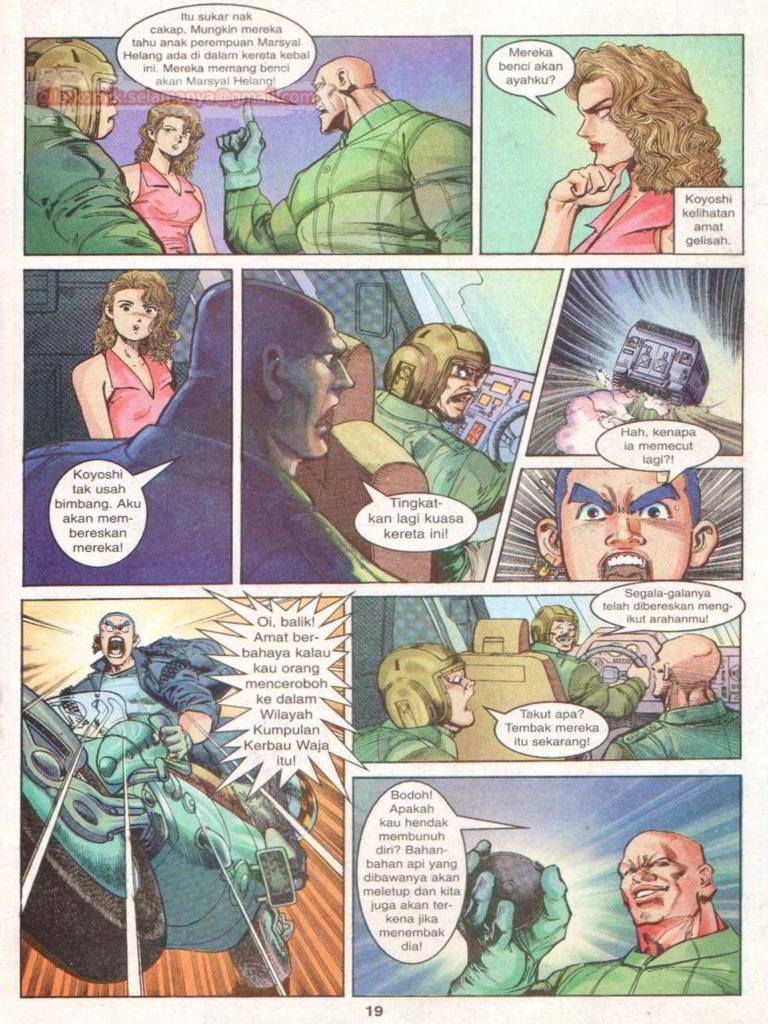 Itu sukar nak
cakap. Mungkin mereka
tahu anak perempuan Marsyal
Helang ada di dalam kereta kebal
ini. Mereka memang benci
akan Marsyal Helang!
Mereka
benci akan
ayahku?
Koyoshi
kelihatan
amat
gelisah.
Koyoshi
tak usah
bimbang. Aku
akan mem-
bereskan
mereka!
Tingkat-
kan lagi kuasa
kereta ini!
Hah, kenapa
ia memecut
lagi?!
Oi, balik!
Amat ber-
bahaya kalau
kau orang
menceroboh
ke dalam
Wilayah
Kumpulan
Kerbau Waja
itu!
Segala-galanya
telah dibereskan meng-
ikut arahanmu!
Takut apa?
Tembak mereka
itu sekarang!
Bodoh!
Apakah
kau hendak
membunuh
diri? Bahan-
bahan api yang
dibawanya akan
meletup dan kita
juga akan ter-
kena jika
menembak
dia!
19